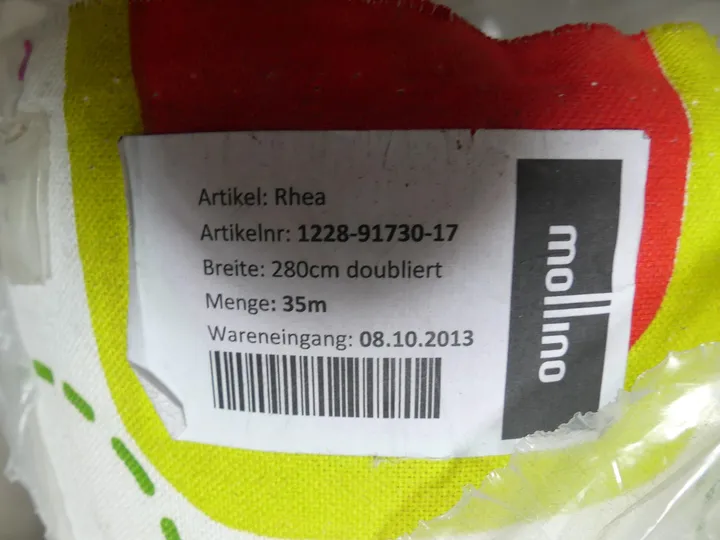 Artikel: Rhea
Artikelnr: 1228-91730-17
Breite: 280cm doubliert
Menge: 35m
Wareneingang: 08.10.2013
mollino